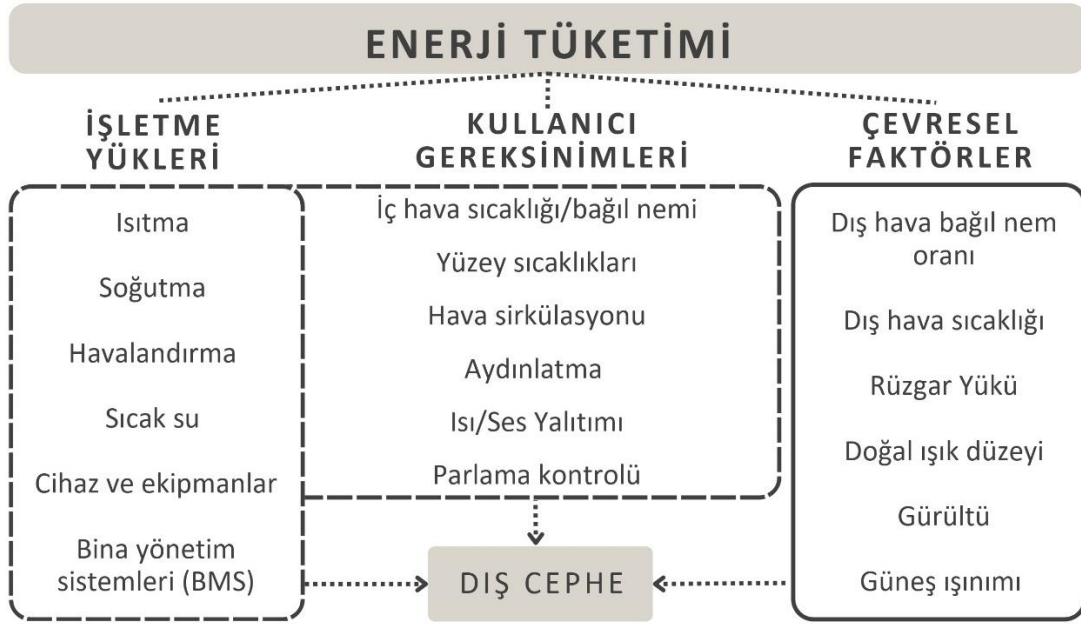 ENERJİ TÜKETİMİ
İŞLETME
YÜKLERİ
Isıtma
Soğutma
Havalandırma
Sıcak su
Cihaz ve ekipmanlar
Bina yönetim
sistemleri (BMS)
KULLANICI
GEREKSİNİMLERİ
İç hava sıcaklığı/bağıl nemi
Yüzey sıcaklıkları
Hava sirkülasyonu
Aydınlatma
Isı/Ses Yalıtımı
Parlama kontrolü
ÇEVRESEL
FAKTÖRLER
Dış hava bağıl nem
oranı
Dış hava sıcaklığı
Rüzgar Yükü
Doğal ışık düzeyi
Gürültü
Güneş ışınımı
DIŞ CEPHE